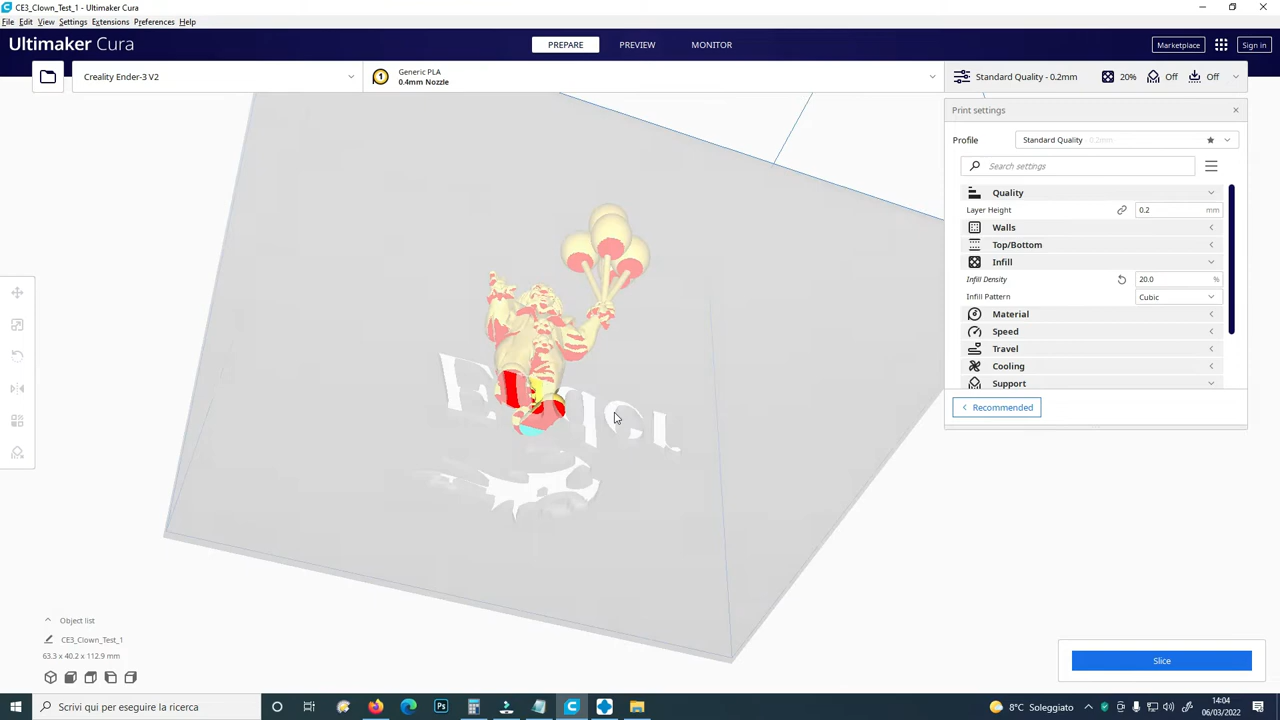 CE3_Clown_Test_1 - Ultimaker Cura
File Edit View Settings Extensions Preferences Help
Ultimaker Cura
PREPARE PREVIEW MONITOR
Marketplace Sign in
Creality Ender-3 V2
1
Generic PLA
0.4mm Nozzle
Standard Quality - 0.2mm 20% Off Off
Print settings
Profile Standard Quality - 0.2mm
Search settings
Quality
Layer Height 0.2 mm
Walls
Top/Bottom
Infill
Infill Density 20.0 %
Infill Pattern Cubic
Material
Speed
Travel
Cooling
Support
Recommended
Object list
CE3_Clown_Test_1
63.3 x 40.2 x 112.9 mm
Slice
Scrivi qui per eseguire la ricerca
Ps
8°C Soleggiato
14:04
06/03/2022